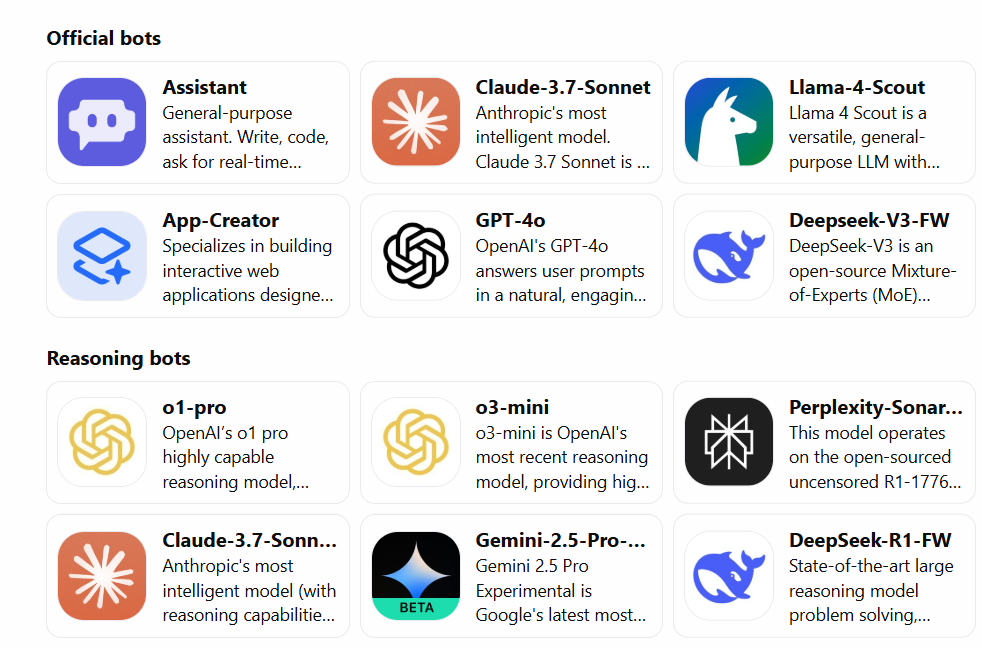 Official bots
Assistant
General-purpose
assistant. Write, code,
ask for real-time...
Claude-3.7-Sonnet
Anthropic's most
intelligent model.
Claude 3.7 Sonnet is ...
Llama-4-Scout
Llama 4 Scout is a
versatile, general-
purpose LLM with...
App-Creator
Specializes in building
interactive web
applications designe...
GPT-4o
OpenAI's GPT-4o
answers user prompts
in a natural, engagin...
Deepseek-V3-FW
DeepSeek-V3 is an
open-source Mixture-
of-Experts (MoE)...
Reasoning bots
o1-pro
OpenAI’s o1 pro
highly capable
reasoning model,...
o3-mini
o3-mini is OpenAI's
most recent reasoning
model, providing hig...
Perplexity-Sonar...
This model operates
on the open-sourced
uncensored R1-1776...
Claude-3.7-Sonn...
Anthropic's most
intelligent model (with
reasoning capabilitie...
BETA
Gemini-2.5-Pro-...
Gemini 2.5 Pro
Experimental is
Google's latest most...
DeepSeek-R1-FW
State-of-the-art large
reasoning model
problem solving,...